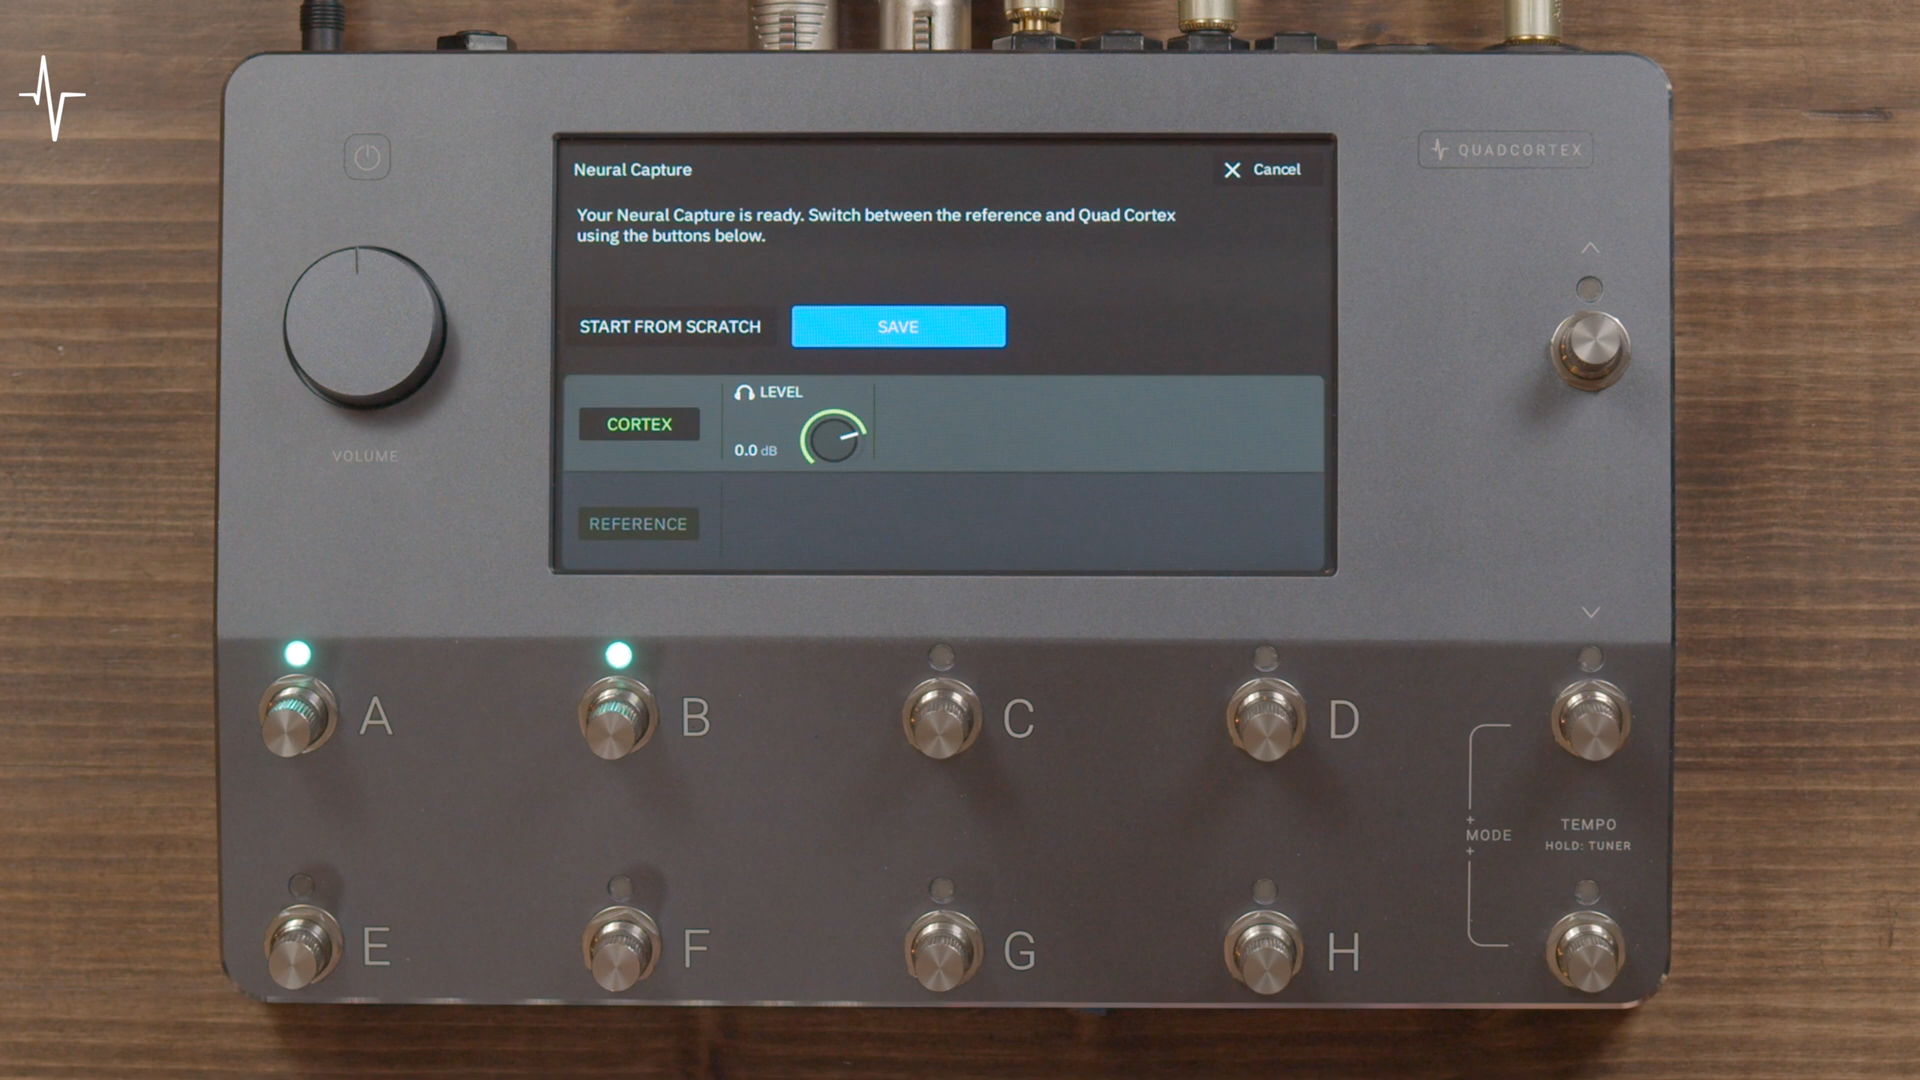 QUADCORTEX
Neural Capture
Cancel
Your Neural Capture is ready. Switch between the reference and Quad Cortex
using the buttons below.
START FROM SCRATCH
SAVE
LEVEL
CORTEX
0.0 dB
VOLUME
REFERENCE
A
B
C
D
+
MODE
+
TEMPO
HOLD: TUNER
E
F
G
H